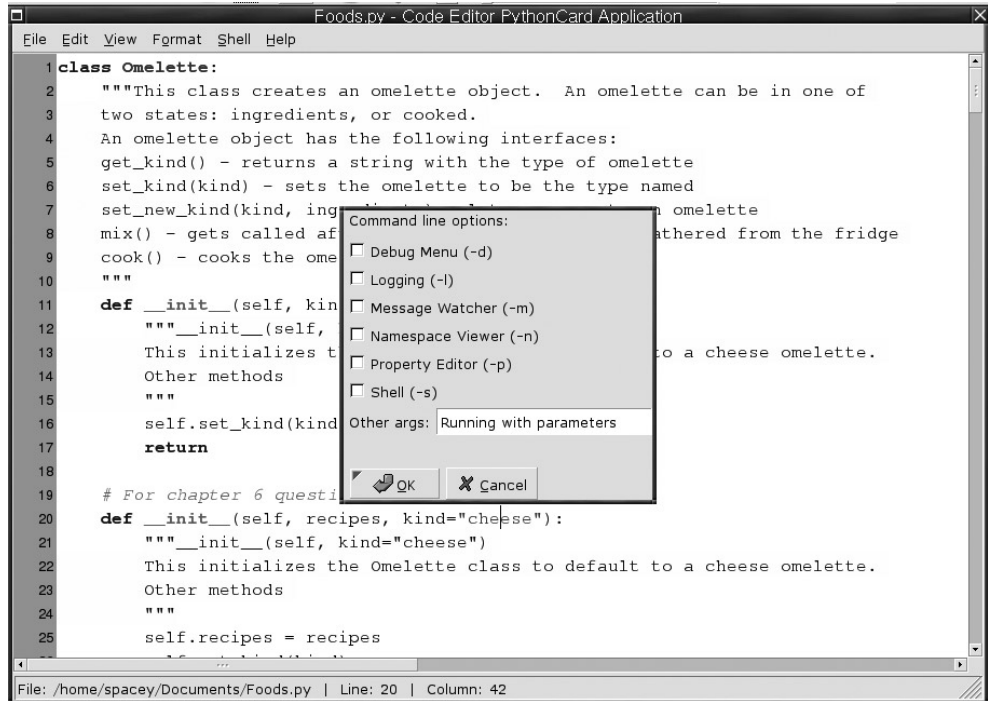 Foods.py - Code Editor PythonCard Application
File Edit View Format Shell Help
1 class Omelette:
2 """This class creates an omelette object. An omelette can be in one of
3 two states: ingredients, or cooked.
4 An omelette object has the following interfaces:
5 get_kind() - returns a string with the type of omelette
6 set_kind(kind) - sets the omelette to be the type named
7 set_new_kind(kind, ing omelette
8 mix() - gets called af athered from the fridge
9 cook() - cooks the ome
10 """
11 def __init__(self, kin
12 """__init__(self,
13 This initializes t to a cheese omelette.
14 Other methods
15 """
16 self.set_kind(kind
17 return
18
19 # For chapter 6 questi
20 def __init__(self, recipes, kind="cheese"):
21 """__init__(self, kind="cheese")
22 This initializes the Omelette class to default to a cheese omelette.
23 Other methods
24 """
25 self.recipes = recipes
Command line options:
Debug Menu (-d)
Logging (-l)
Message Watcher (-m)
Namespace Viewer (-n)
Property Editor (-p)
Shell (-s)
Other args: Running with parameters
OK Cancel
File: /home/spacey/Documents/Foods.py | Line: 20 | Column: 42